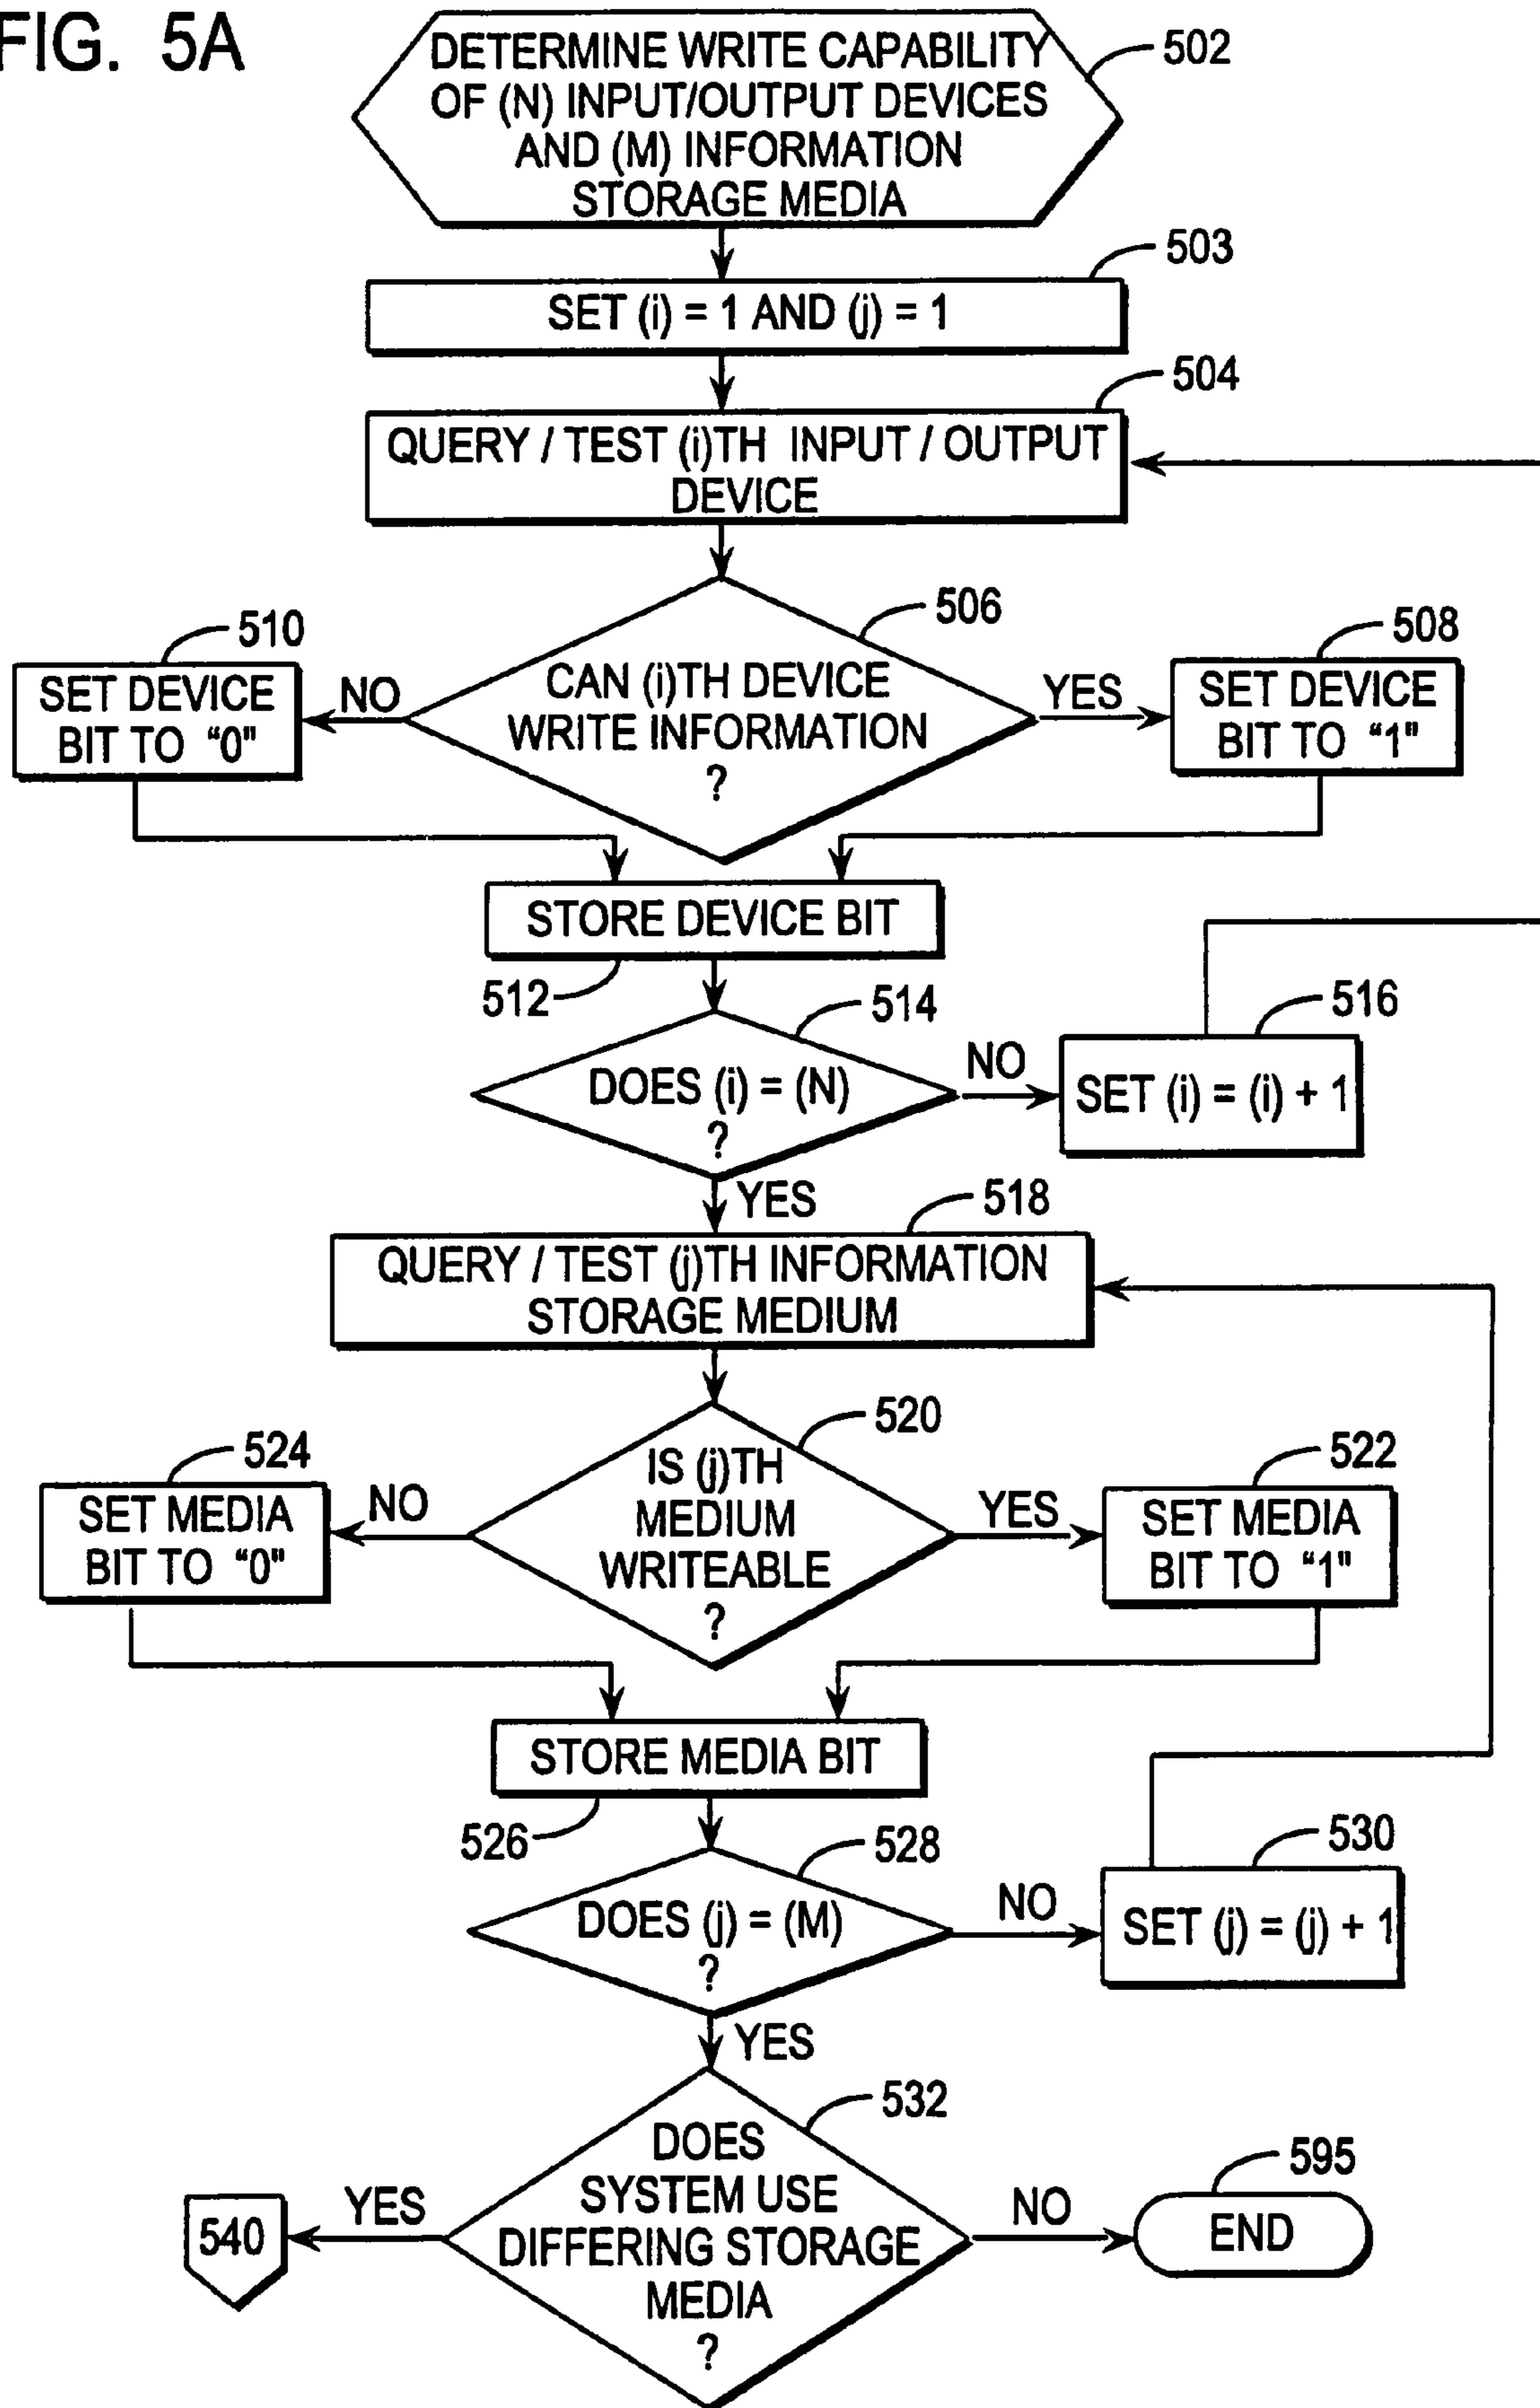 FIG. 5A
DETERMINE WRITE CAPABILITY
OF (N) INPUT/OUTPUT DEVICES
AND (M) INFORMATION
STORAGE MEDIA
502
503
SET (i) = 1 AND (j) = 1
504
QUERY / TEST (i)TH INPUT / OUTPUT
DEVICE
506
CAN (i)TH DEVICE
WRITE INFORMATION
?
NO
510
SET DEVICE
BIT TO "0"
YES
508
SET DEVICE
BIT TO "1"
STORE DEVICE BIT
512
514
DOES (i) = (N)
?
NO
516
SET (i) = (i) + 1
YES
518
QUERY / TEST (j)TH INFORMATION
STORAGE MEDIUM
520
IS (j)TH
MEDIUM
WRITEABLE
?
NO
524
SET MEDIA
BIT TO "0"
YES
522
SET MEDIA
BIT TO "1"
STORE MEDIA BIT
526
528
DOES (j) = (M)
?
NO
530
SET (j) = (j) + 1
YES
532
DOES
SYSTEM USE
DIFFERING STORAGE
MEDIA
?
YES
540
NO
595
END